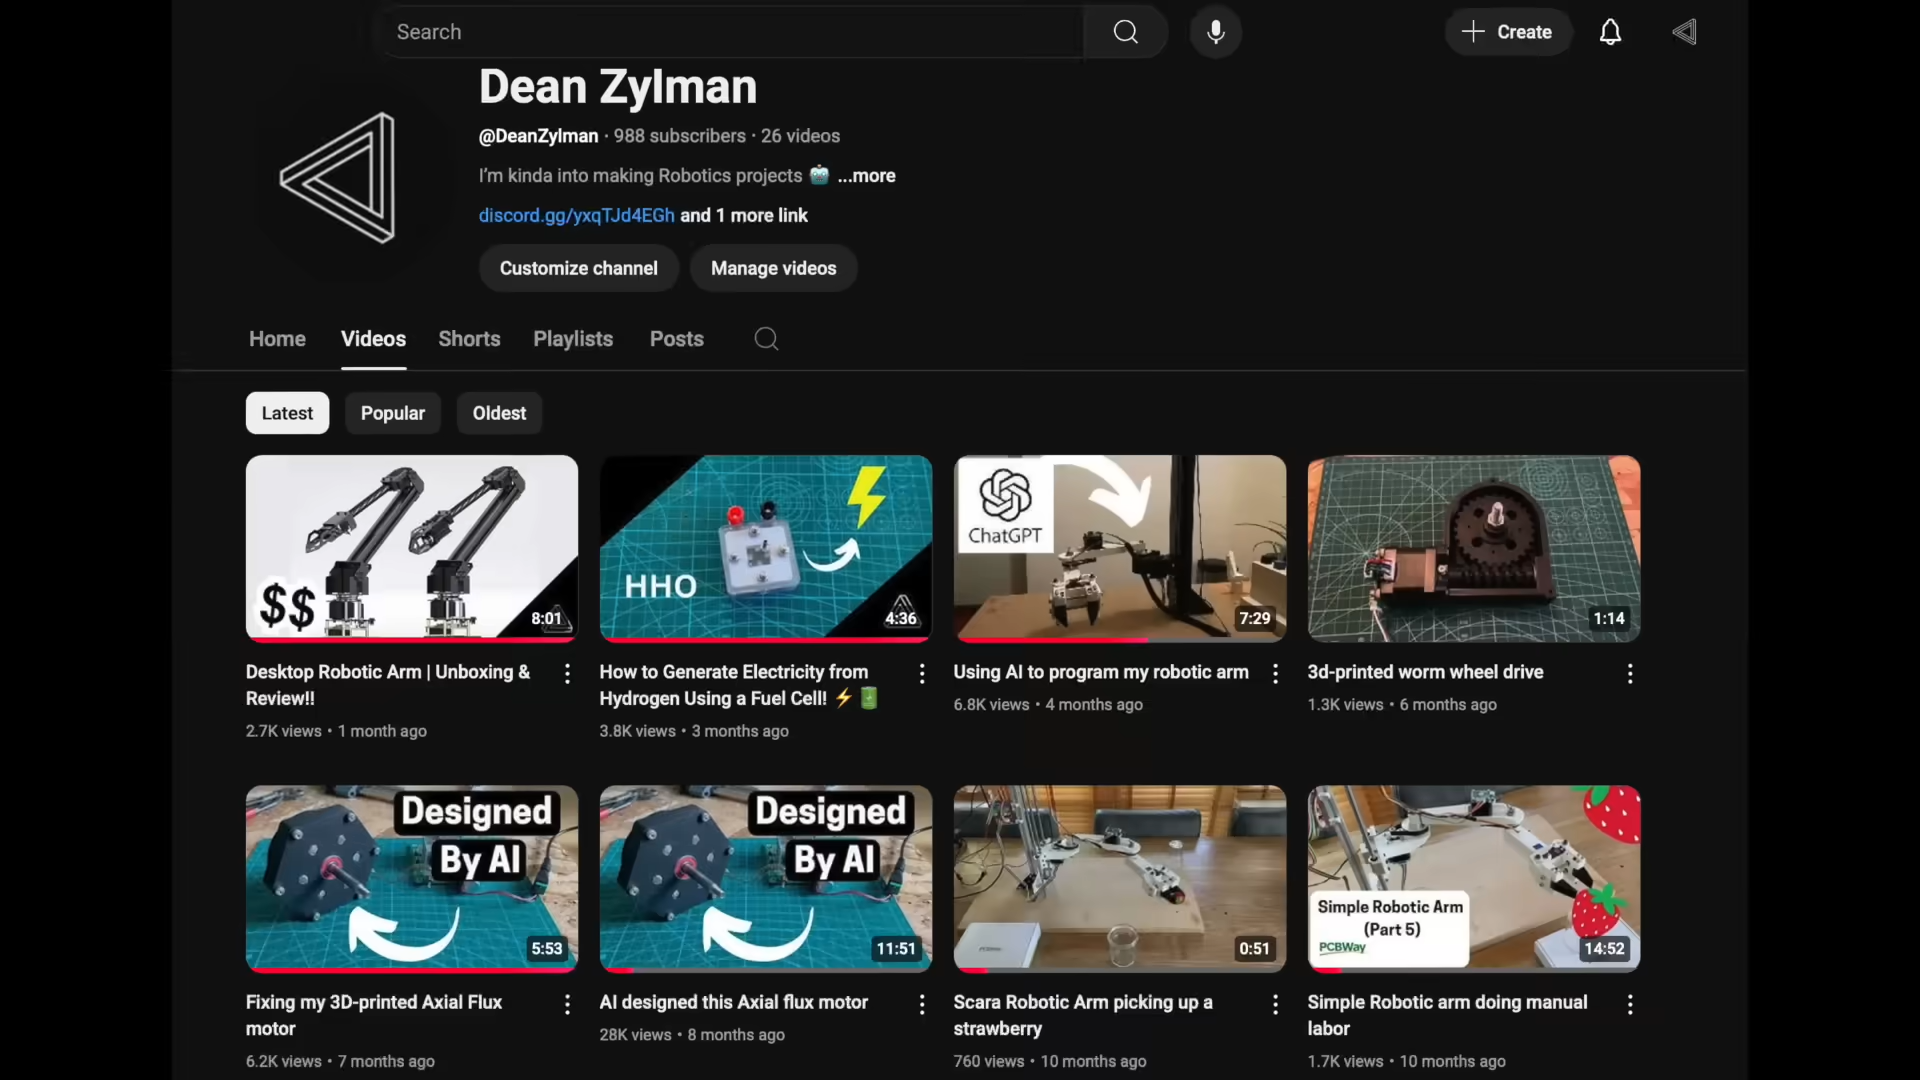 Search
Create
Dean Zylman
@DeanZylman · 988 subscribers · 26 videos
I'm kinda into making Robotics projects 🤖 ...more
discord.gg/yxqTJd4EGh and 1 more link
Customize channel
Manage videos
Home
Videos
Shorts
Playlists
Posts
Latest
Popular
Oldest
$$
8:01
HHO
4:36
ChatGPT
7:29
1:14
Desktop Robotic Arm | Unboxing &
Review!!
2.7K views • 1 month ago
How to Generate Electricity from
Hydrogen Using a Fuel Cell! ⚡🔋
3.8K views • 3 months ago
Using AI to program my robotic arm
6.8K views • 4 months ago
3d-printed worm wheel drive
1.3K views • 6 months ago
Designed
By AI
5:53
Designed
By AI
11:51
0:51
Simple Robotic Arm
(Part 5)
PCBWay
14:52
Fixing my 3D-printed Axial Flux
motor
6.2K views • 7 months ago
AI designed this Axial flux motor
28K views • 8 months ago
Scara Robotic Arm picking up a
strawberry
760 views • 10 months ago
Simple Robotic arm doing manual
labor
1.7K views • 10 months ago